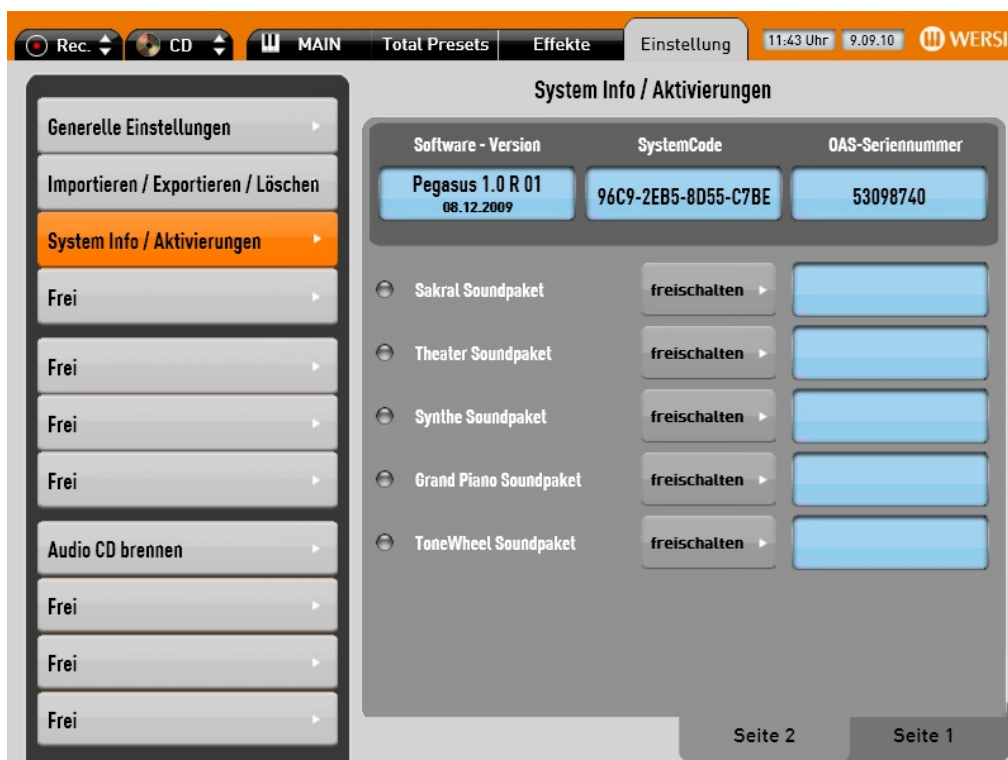 Rec. CD MAIN Total Presets Effekte Einstellung 11:43 Uhr 9.09.10 WERSI
System Info / Aktivierungen
Generelle Einstellungen
Importieren / Exportieren / Löschen
System Info / Aktivierungen
Frei
Frei
Frei
Frei
Audio CD brennen
Frei
Frei
Frei
Software - Version SystemCode OAS-Seriennummer
Pegasus 1.0 R 01 96C9-2EB5-8D55-C7BE 53098740
08.12.2009
Sakral Soundpaket freischalten
Theater Soundpaket freischalten
Synthe Soundpaket freischalten
Grand Piano Soundpaket freischalten
ToneWheel Soundpaket freischalten
Seite 2 Seite 1